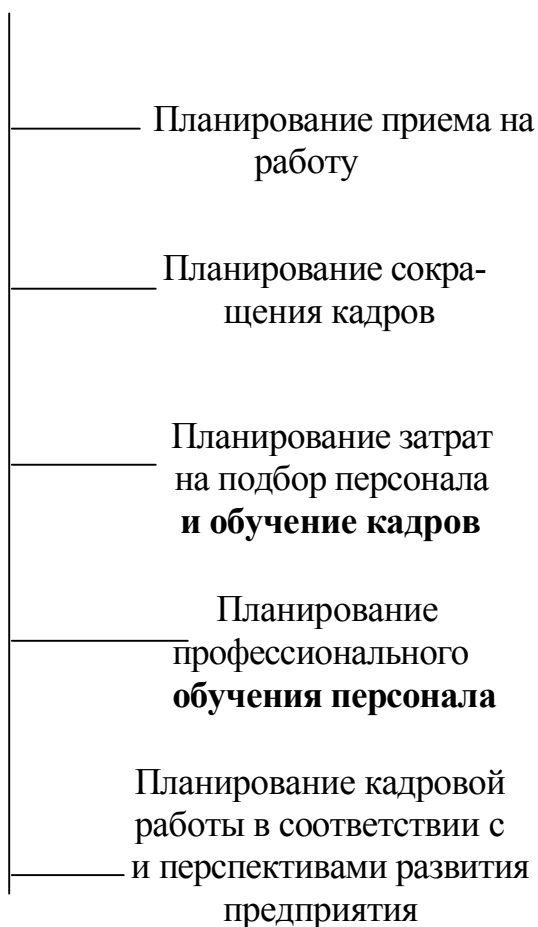 Планирование приема на
работу
Планирование сокра-
щения кадров
Планирование затрат
на подбор персонала
и обучение кадров
Планирование
профессионального
обучения персонала
Планирование кадровой
работы в соответствии с
и перспективами развития
предприятия